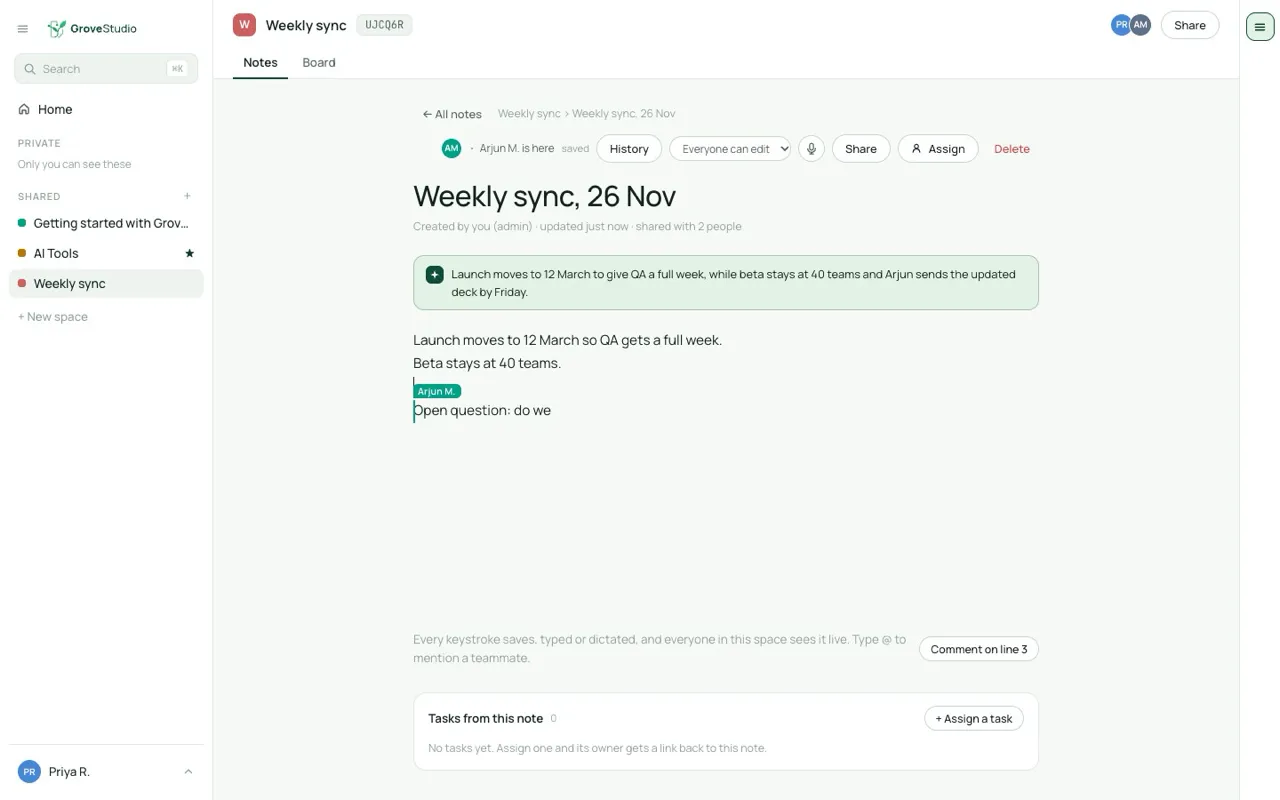 GroveStudio
Search ⌘K
Home
PRIVATE
Only you can see these
SHARED +
Getting started with Grov...
AI Tools
Weekly sync
+ New space
PR Priya R.
W Weekly sync UJCQ6R
PR AM Share
Notes Board
← All notes Weekly sync › Weekly sync, 26 Nov
AM · Arjun M. is here saved History Everyone can edit Share Assign Delete
Weekly sync, 26 Nov
Created by you (admin) · updated just now · shared with 2 people
Launch moves to 12 March to give QA a full week, while beta stays at 40 teams and Arjun sends the updated
deck by Friday.
Launch moves to 12 March so QA gets a full week.
Beta stays at 40 teams.
Arjun M.
Open question: do we
Every keystroke saves, typed or dictated, and everyone in this space sees it live. Type @ to
mention a teammate.
Comment on line 3
Tasks from this note 0
+ Assign a task
No tasks yet. Assign one and its owner gets a link back to this note.